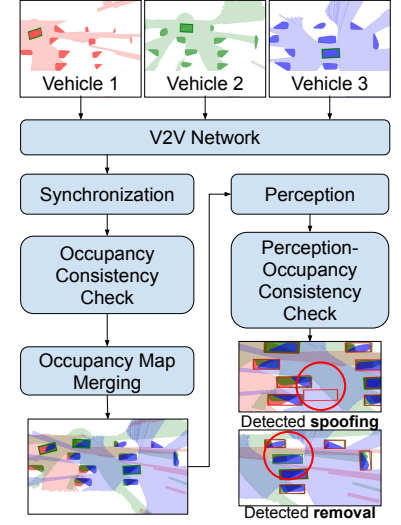 Vehicle 1
Vehicle 2
Vehicle 3
V2V Network
Synchronization
Occupancy
Consistency
Check
Occupancy Map
Merging
Perception
Perception-
Occupancy
Consistency
Check
Detected spoofing
Detected removal